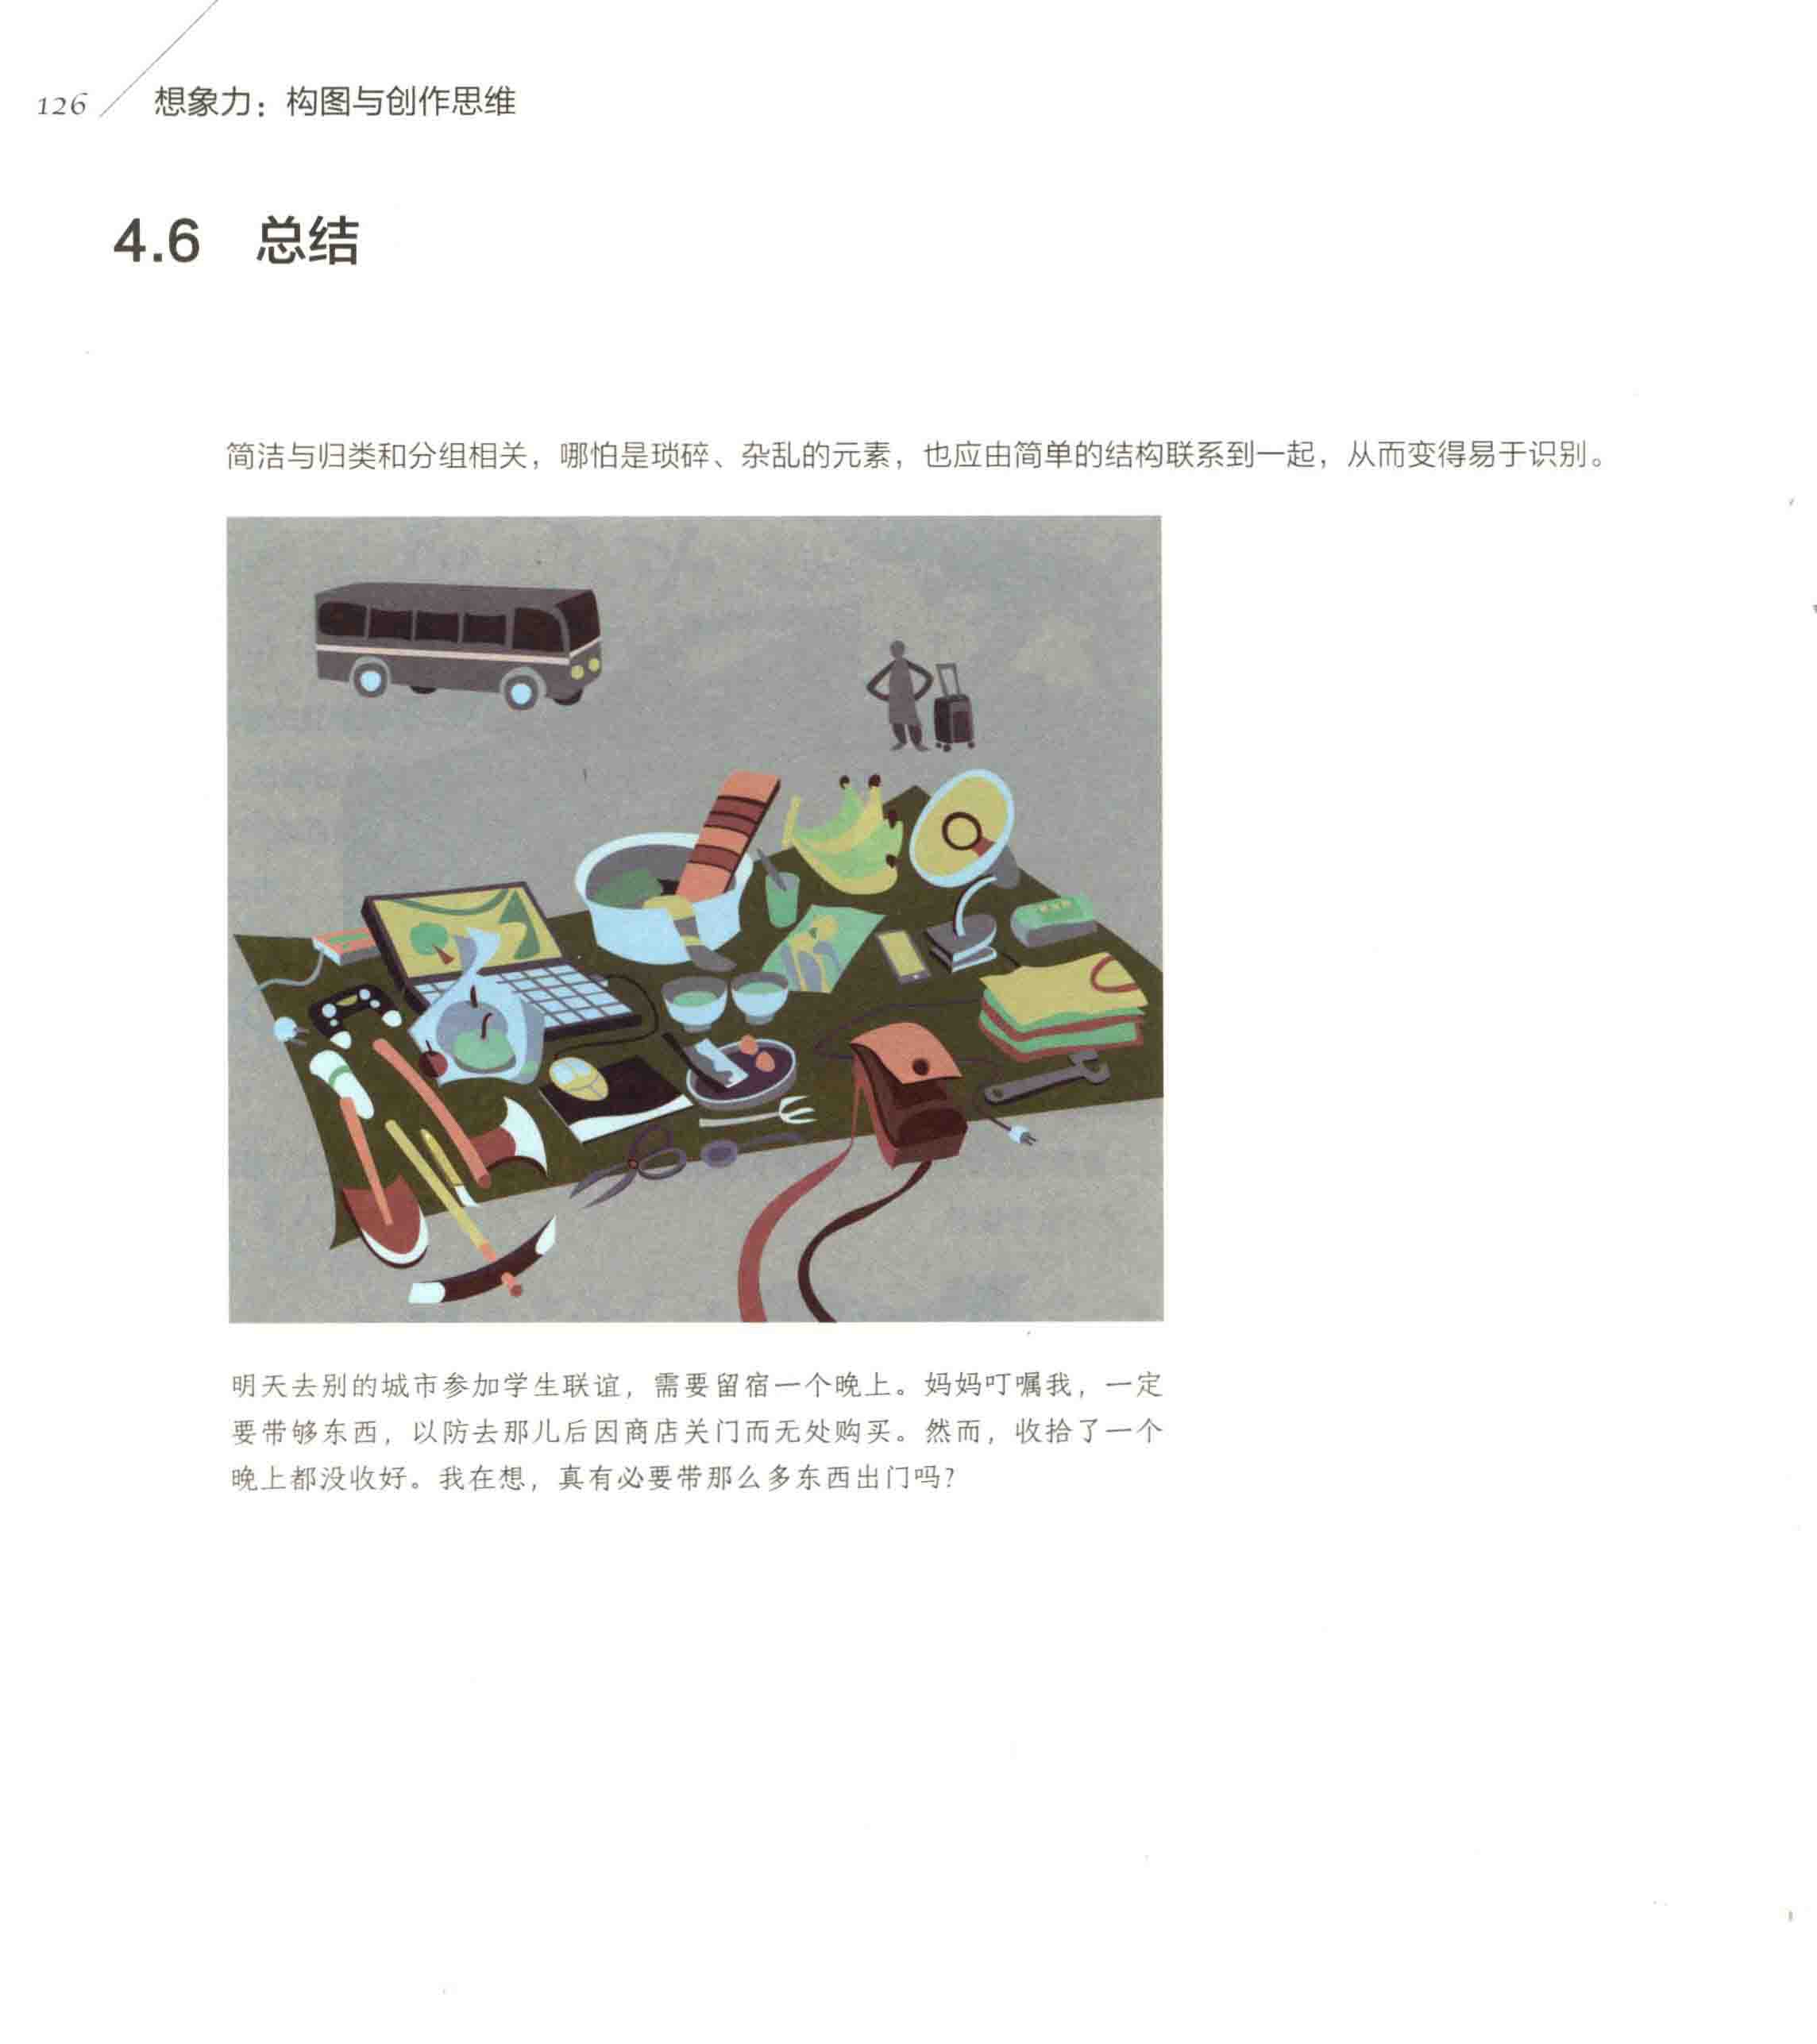 126
想象力：构图与创作思维
4.6 总结
简洁与归类和分组相关，哪怕是琐碎、杂乱的元素，也应由简单的结构联系到一起，从而变得易于识别。
明天去别的城市参加学生联谊，需要留宿一个晚上。妈妈叮嘱我，一定
要带够东西，以防去那儿后因商店关门而无处购买。然而，收拾了一个
晚上都没收好。我在想，真有必要带那么多东西出门吗？